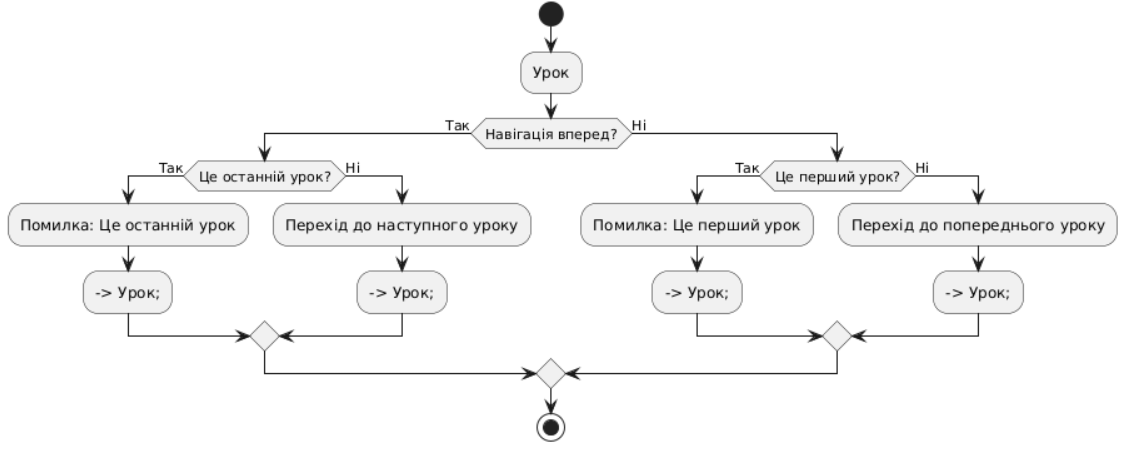 Урок
Так
Навігація вперед?
Ні
Так
Це останній урок?
Ні
Так
Це перший урок?
Ні
Помилка: Це останній урок
Перехід до наступного уроку
Помилка: Це перший урок
Перехід до попереднього уроку
-> Урок;
-> Урок;
-> Урок;
-> Урок;